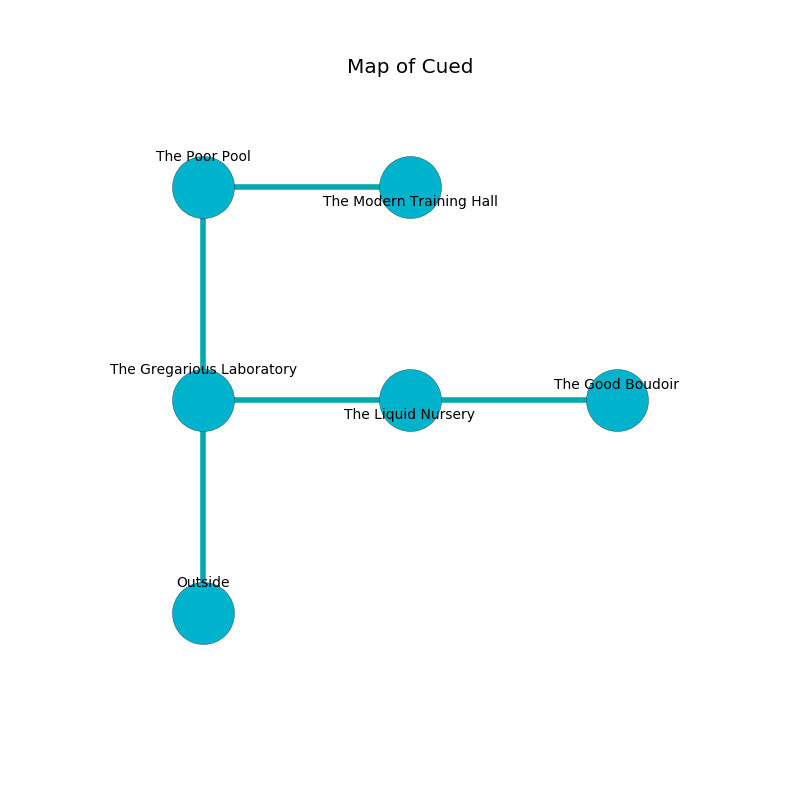 Map of Cued
The Poor Pool
The Modern Training Hall
The Gregarious Laboratory
The Liquid Nursery
The Good Boudoir
Outside